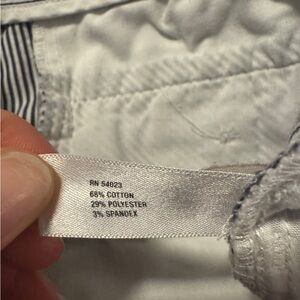 RN 54023
68% COTTON
29% POLYESTER
3% SPANDEX